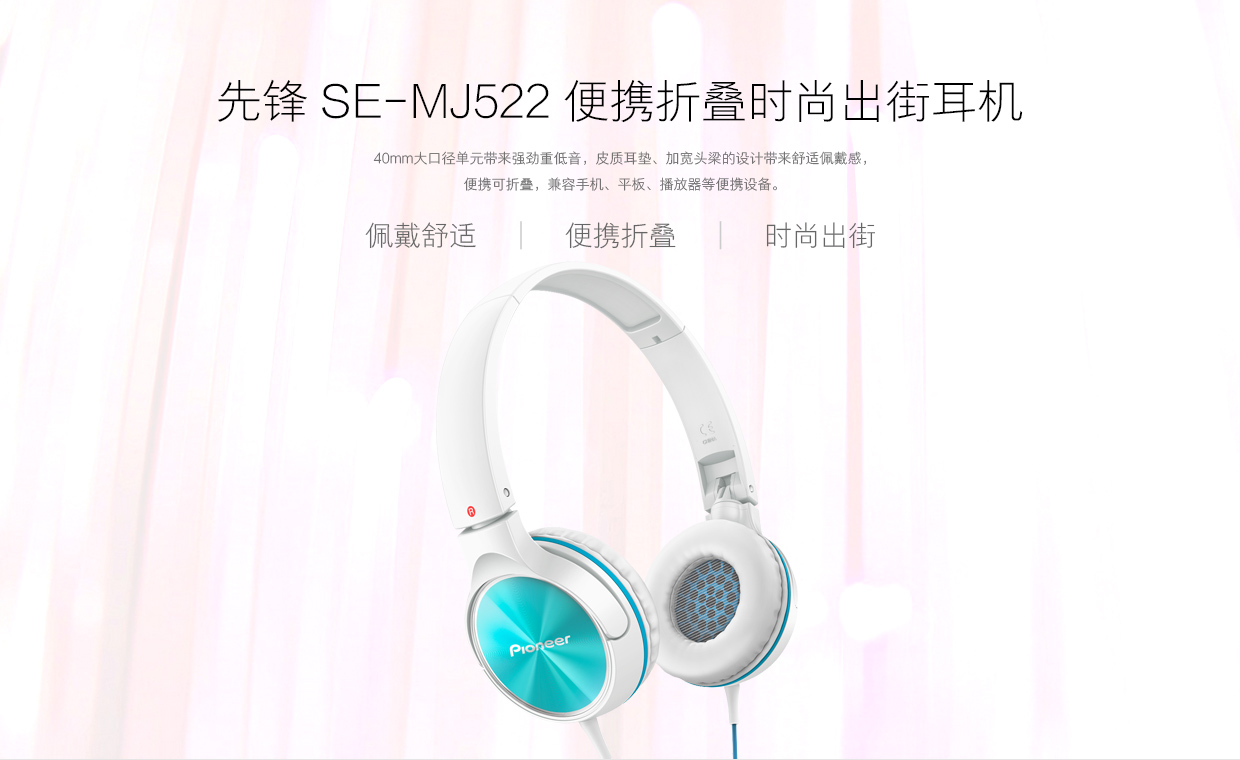 先锋 SE-MJ522 便携折叠时尚出街耳机
40mm大口径单元带来强劲重低音，皮质耳垫、加宽头梁的设计带来舒适佩戴感，
便携可折叠，兼容手机、平板、播放器等便携设备。
佩戴舒适 | 便携折叠 | 时尚出街
CE
R
Pioneer